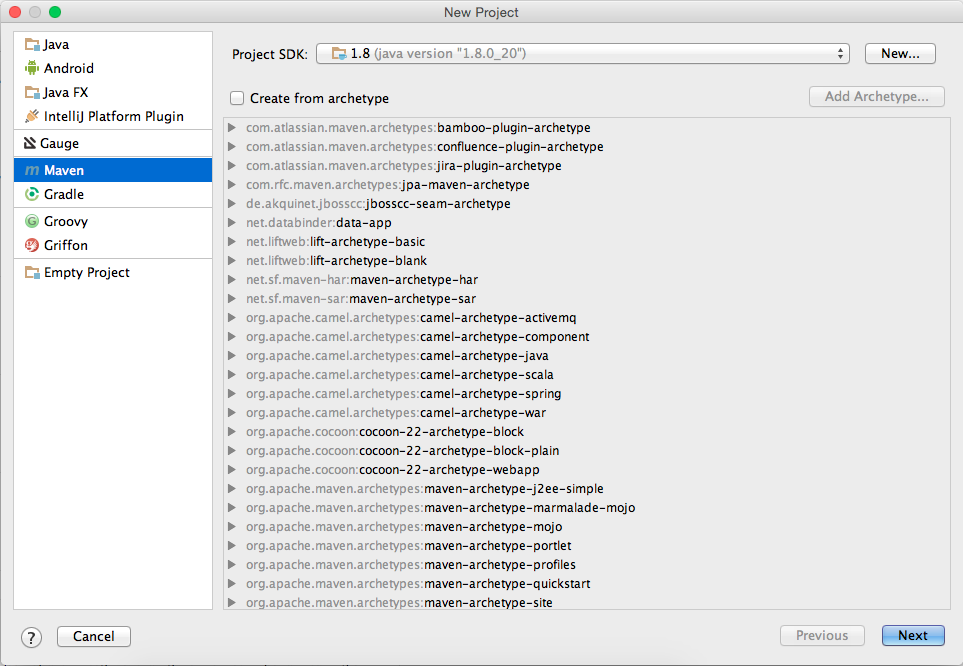 New Project
Java
Android
Java FX
IntelliJ Platform Plugin
Gauge
Maven
Gradle
Groovy
Griffon
Empty Project
Project SDK: 1.8 (java version "1.8.0_20") New...
Create from archetype Add Archetype...
com.atlassian.maven.archetypes:bamboo-plugin-archetype
com.atlassian.maven.archetypes:confluence-plugin-archetype
com.atlassian.maven.archetypes:jira-plugin-archetype
com.rfc.maven.archetypes:jpa-maven-archetype
de.akquinet.jbosscc:jbosscc-seam-archetype
net.databinder:data-app
net.liftweb:lift-archetype-basic
net.liftweb:lift-archetype-blank
net.sf.maven-har:maven-archetype-har
net.sf.maven-sar:maven-archetype-sar
org.apache.camel.archetypes:camel-archetype-activemq
org.apache.camel.archetypes:camel-archetype-component
org.apache.camel.archetypes:camel-archetype-java
org.apache.camel.archetypes:camel-archetype-scala
org.apache.camel.archetypes:camel-archetype-spring
org.apache.camel.archetypes:camel-archetype-war
org.apache.cocoon:cocoon-22-archetype-block
org.apache.cocoon:cocoon-22-archetype-block-plain
org.apache.cocoon:cocoon-22-archetype-webapp
org.apache.maven.archetypes:maven-archetype-j2ee-simple
org.apache.maven.archetypes:maven-archetype-marmalade-mojo
org.apache.maven.archetypes:maven-archetype-mojo
org.apache.maven.archetypes:maven-archetype-portlet
org.apache.maven.archetypes:maven-archetype-profiles
org.apache.maven.archetypes:maven-archetype-quickstart
org.apache.maven.archetypes:maven-archetype-site
? Cancel Previous Next